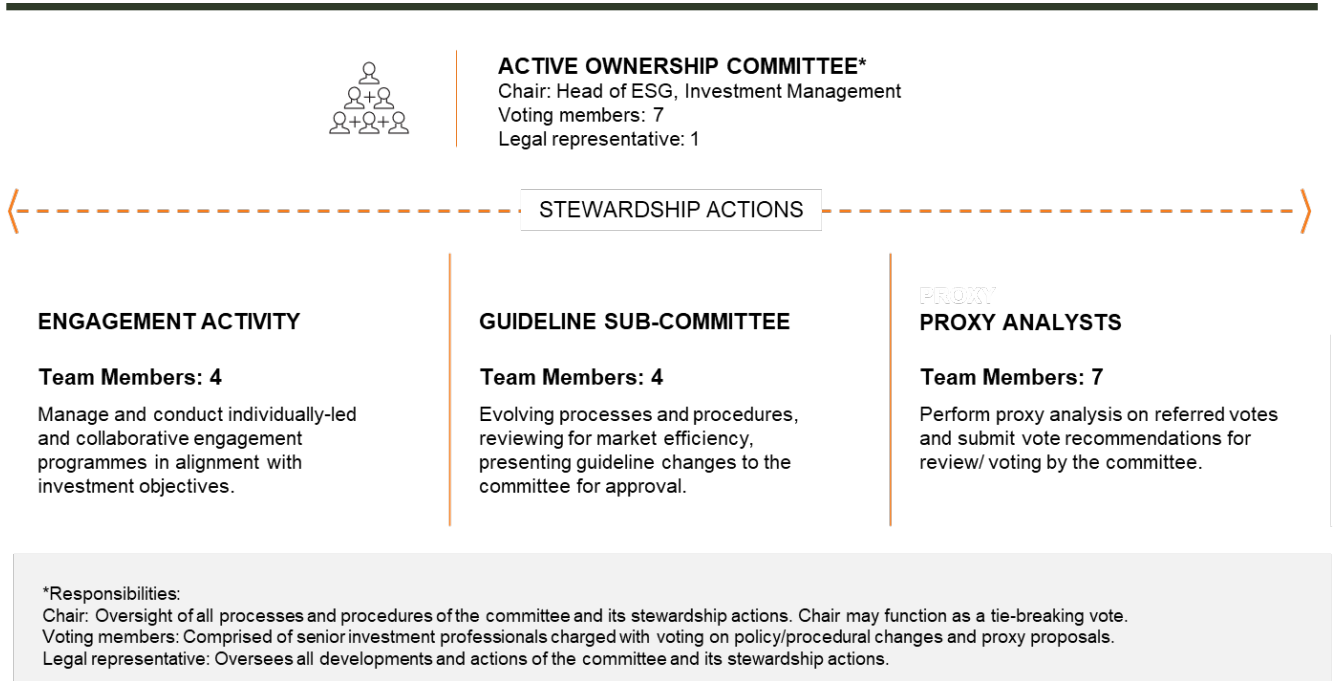 ACTIVE OWNERSHIP COMMITTEE*
Chair: Head of ESG, Investment Management
Voting members: 7
Legal representative: 1
STEWARDSHIP ACTIONS
ENGAGEMENT ACTIVITY
Team Members: 4
Manage and conduct individually-led
and collaborative engagement
programmes in alignment with
investment objectives.
GUIDELINE SUB-COMMITTEE
Team Members: 4
Evolving processes and procedures,
reviewing for market efficiency,
presenting guideline changes to the
committee for approval.
PROXY
PROXY ANALYSTS
Team Members: 7
Perform proxy analysis on referred votes
and submit vote recommendations for
review/ voting by the committee.
*Responsibilities:
Chair: Oversight of all processes and procedures of the committee and its stewardship actions. Chair may function as a tie-breaking vote.
Voting members: Comprised of senior investment professionals charged with voting on policy/procedural changes and proxy proposals.
Legal representative: Oversees all developments and actions of the committee and its stewardship actions.